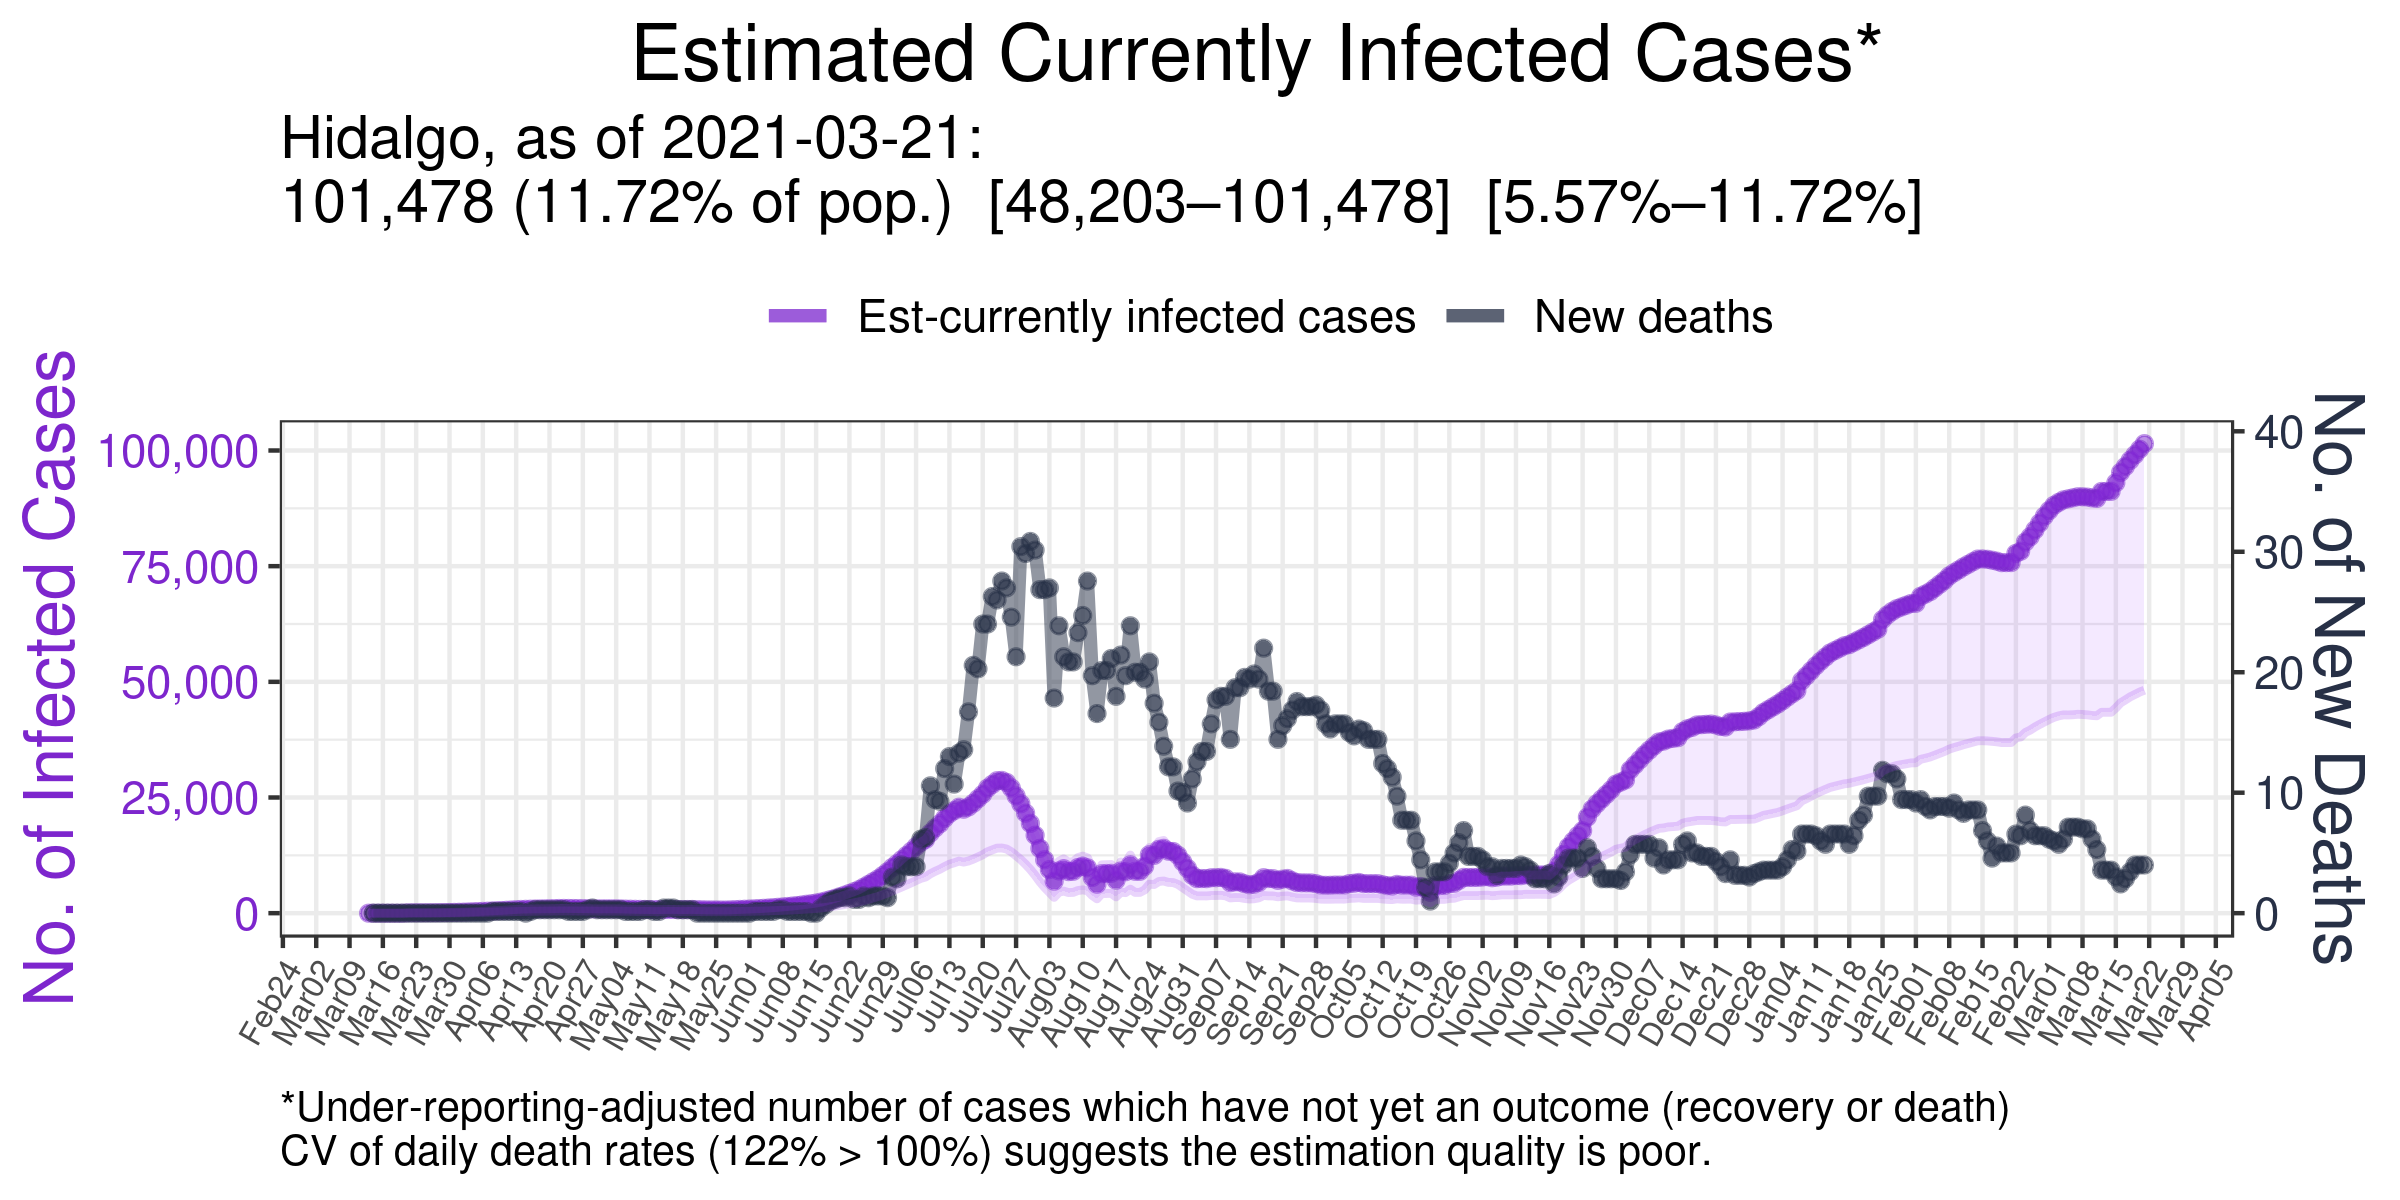 Estimated Currently Infected Cases*
Hidalgo, as of 2021-03-21:
101,478 (11.72% of pop.) [48,203–101,478] [5.57%–11.72%]
Est-currently infected cases
New deaths
No. of Infected Cases
100,000
75,000
50,000
25,000
0
40
30
20
10
0
No. of New Deaths
Feb24
Mar02
Mar09
Mar16
Mar23
Mar30
Apr06
Apr13
Apr20
Apr27
May04
May11
May18
May25
Jun01
Jun08
Jun15
Jun22
Jun29
Jul06
Jul13
Jul20
Jul27
Aug03
Aug10
Aug17
Aug24
Aug31
Sep07
Sep14
Sep21
Sep28
Oct05
Oct12
Oct19
Oct26
Nov02
Nov09
Nov16
Nov23
Nov30
Dec07
Dec14
Dec21
Dec28
Jan04
Jan11
Jan18
Jan25
Feb01
Feb08
Feb15
Feb22
Mar01
Mar08
Mar15
Mar22
Mar29
Apr05
*Under-reporting-adjusted number of cases which have not yet an outcome (recovery or death)
CV of daily death rates (122% > 100%) suggests the estimation quality is poor.